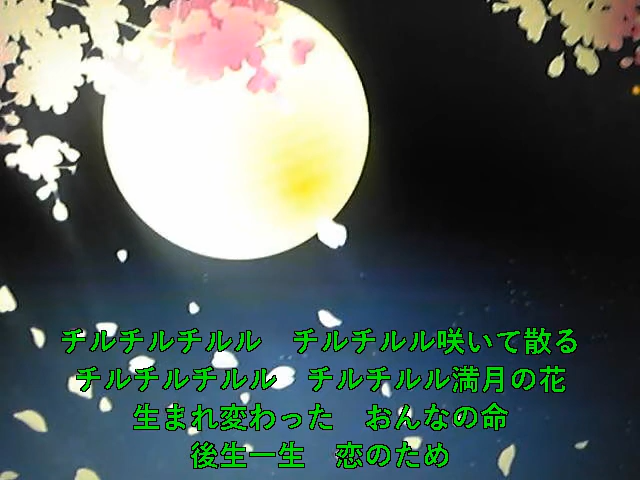 チルチルチルル　チルチルル咲いて散る
チルチルチルル　チルチルル満月の花
生まれ変わった　おんなの命
後生一生　恋のため